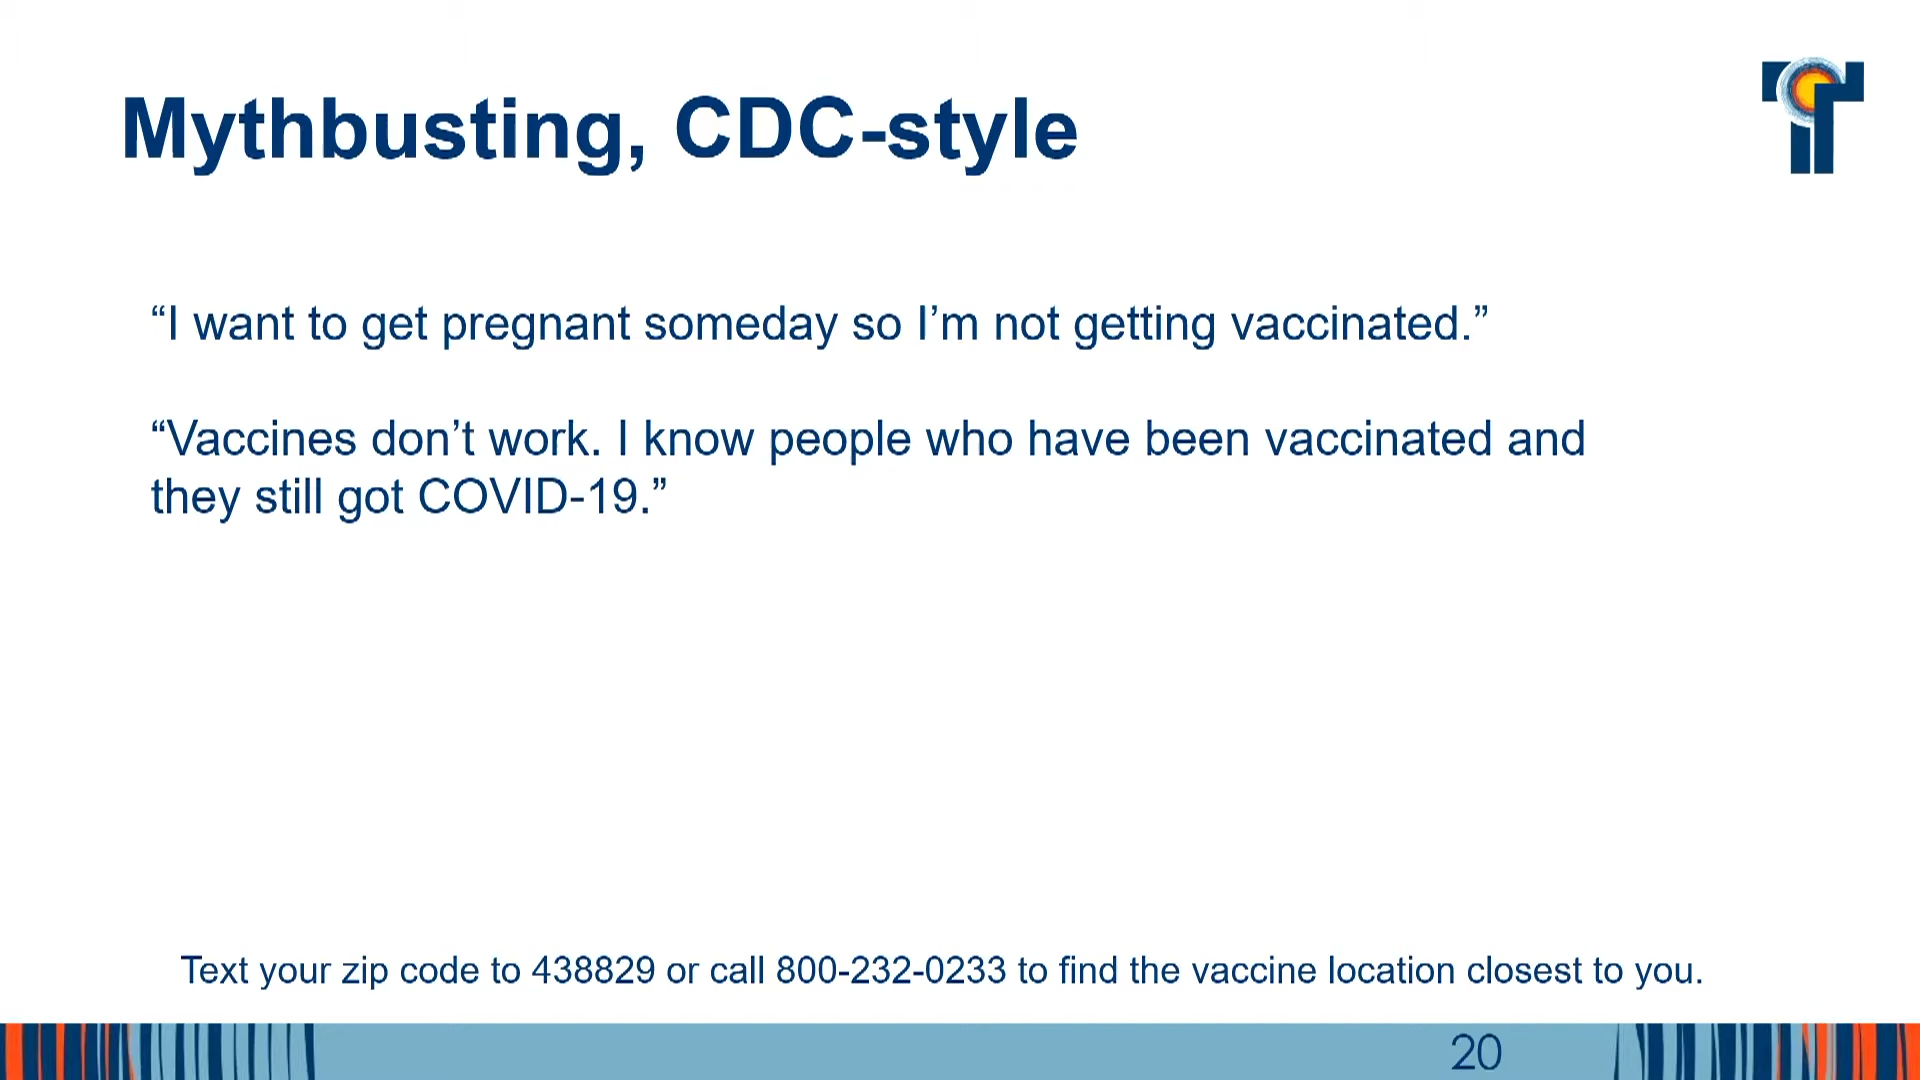 Mythbusting, CDC-style
“I want to get pregnant someday so I’m not getting vaccinated.”
“Vaccines don’t work. I know people who have been vaccinated and
they still got COVID-19.”
Text your zip code to 438829 or call 800-232-0233 to find the vaccine location closest to you.
20